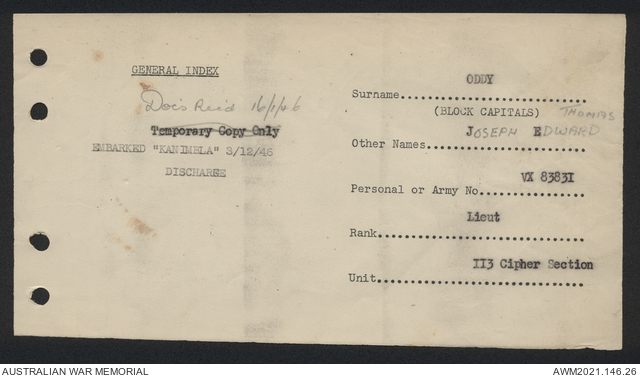 GENERAL INDEX
Docs Rec'd 16/1/46
Temporary Copy Only
EMBARKED "KANIMBLA" 3/12/45
DISCHARGE
ODDY
Surname
(BLOCK CAPITALS)
THOMAS
JOSEPH EDWARD
Other Names
VX 83831
Personal or Army No.
Lieut
Rank
113 Cipher Section
Unit
AUSTRALIAN WAR MEMORIAL
AWM2021.146.26